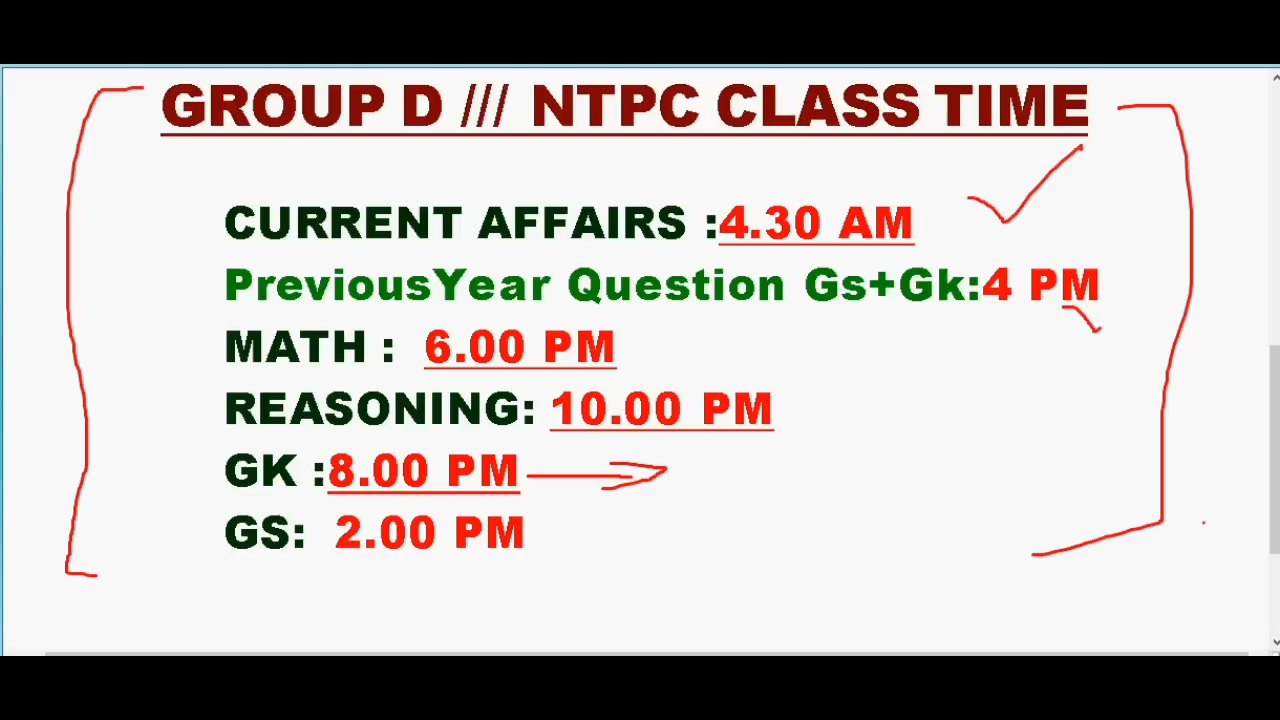 GROUP D /// NTPC CLASS TIME
CURRENT AFFAIRS :4.30 AM
PreviousYear Question Gs+Gk:4 PM
MATH : 6.00 PM
REASONING: 10.00 PM
GK :8.00 PM
GS: 2.00 PM